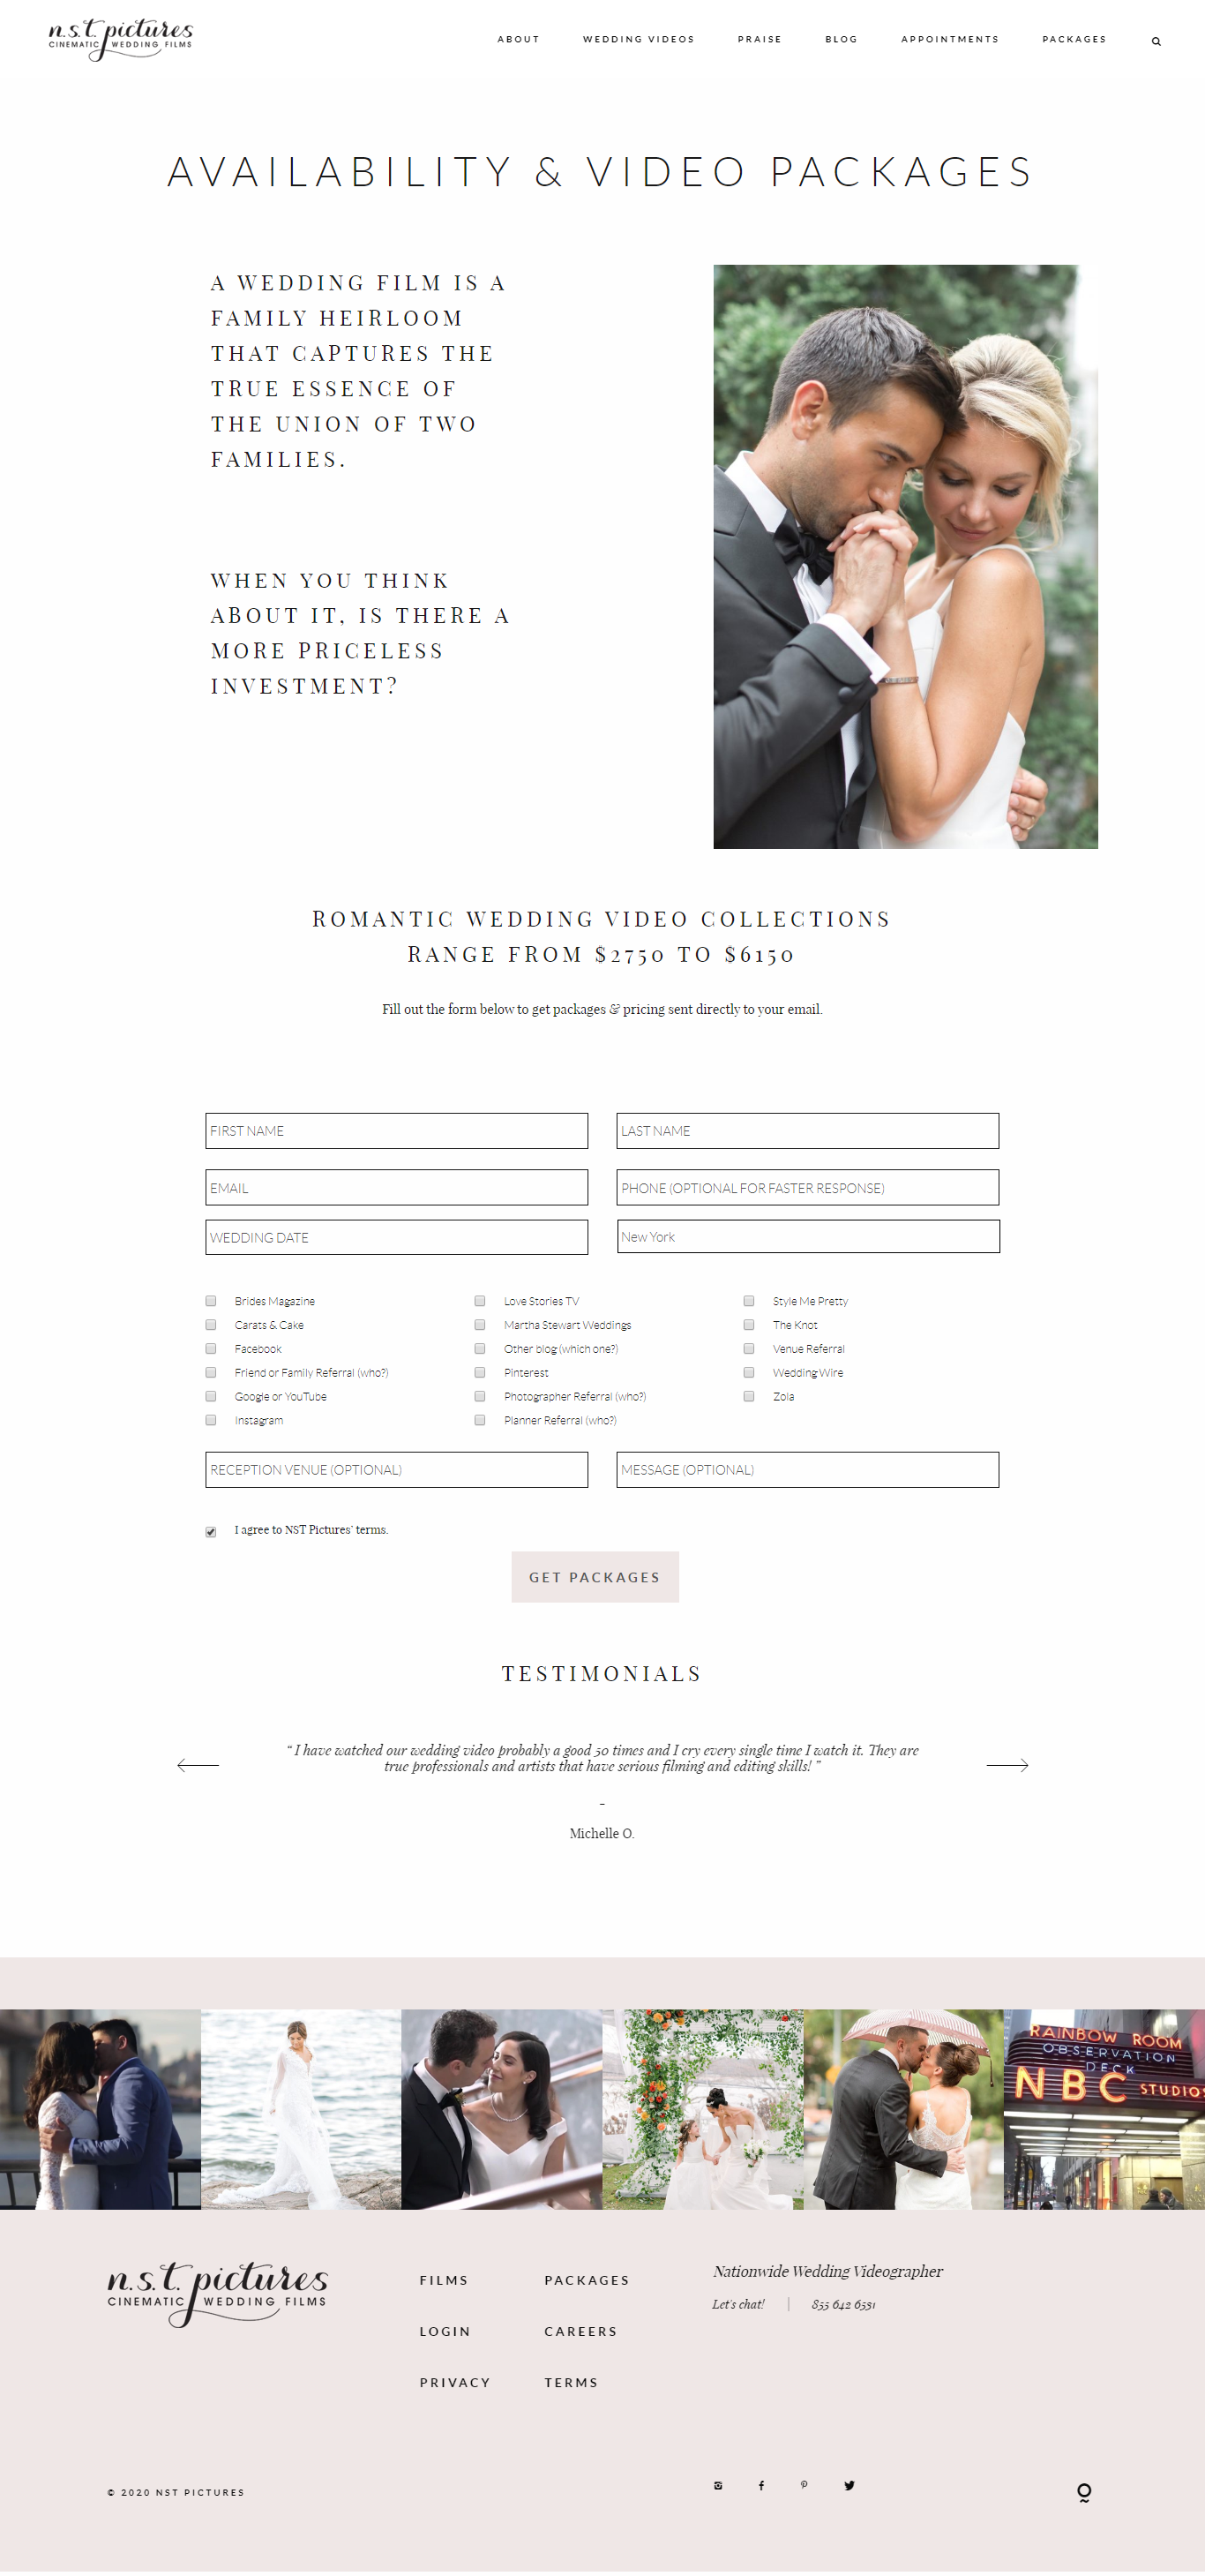 n.s.t. pictures
CINEMATIC WEDDING FILMS
ABOUT WEDDING VIDEOS PRAISE BLOG APPOINTMENTS PACKAGES
AVAILABILITY & VIDEO PACKAGES
A WEDDING FILM IS A
FAMILY HEIRLOOM
THAT CAPTURES THE
TRUE ESSENCE OF
THE UNION OF TWO
FAMILIES.
WHEN YOU THINK
ABOUT IT, IS THERE A
MORE PRICELESS
INVESTMENT?
ROMANTIC WEDDING VIDEO COLLECTIONS
RANGE FROM $2750 TO $6150
Fill out the form below to get packages & pricing sent directly to your email.
FIRST NAME LAST NAME
EMAIL PHONE (OPTIONAL FOR FASTER RESPONSE)
WEDDING DATE New York
Brides Magazine Love Stories TV Style Me Pretty
Carats & Cake Martha Stewart Weddings The Knot
Facebook Other blog (which one?) Venue Referral
Friend or Family Referral (who?) Pinterest Wedding Wire
Google or YouTube Photographer Referral (who?) Zola
Instagram Planner Referral (who?)
RECEPTION VENUE (OPTIONAL) MESSAGE (OPTIONAL)
I agree to NST Pictures' terms.
GET PACKAGES
TESTIMONIALS
“ I have watched our wedding video probably a good 50 times and I cry every single time I watch it. They are
true professionals and artists that have serious filming and editing skills! ”
–
Michelle O.
RAINBOW ROOM
OBSERVATION
DECK
NBC STUDIOS
n.s.t. pictures
CINEMATIC WEDDING FILMS
FILMS PACKAGES
LOGIN CAREERS
PRIVACY TERMS
Nationwide Wedding Videographer
Let's chat! | 855 642 6531
© 2020 NST PICTURES